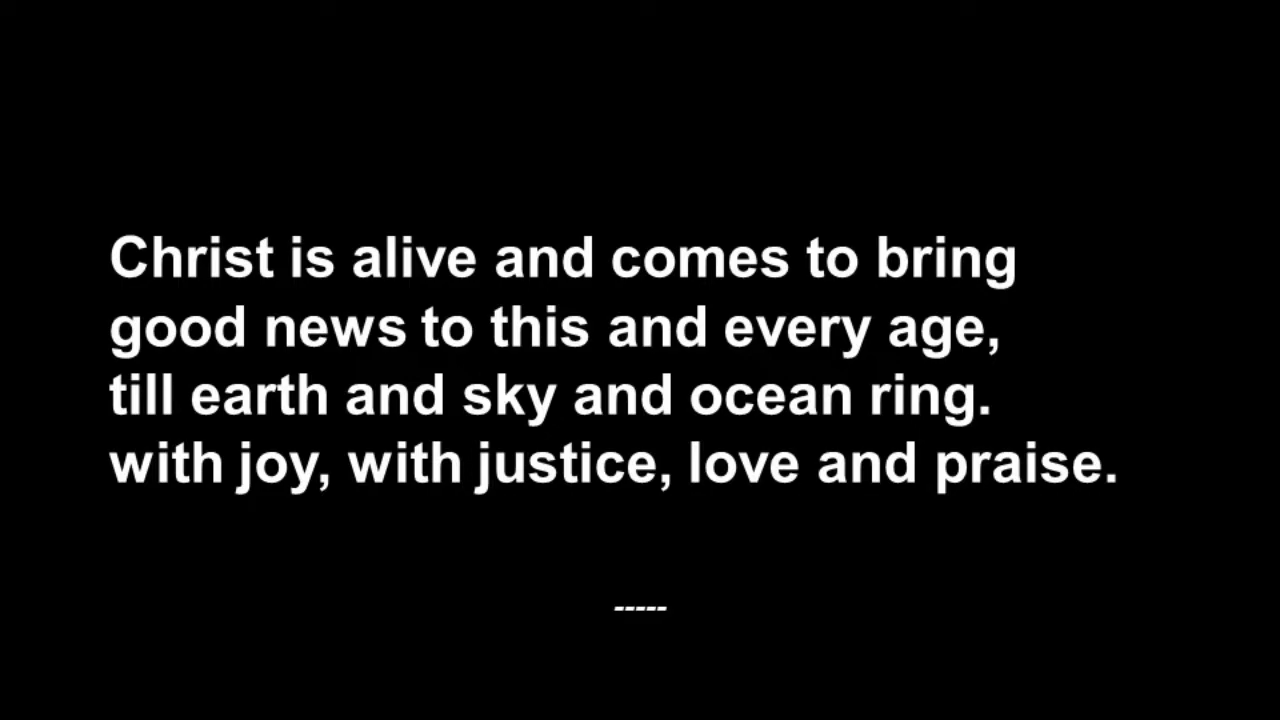 Christ is alive and comes to bring
good news to this and every age,
till earth and sky and ocean ring.
with joy, with justice, love and praise.
-----